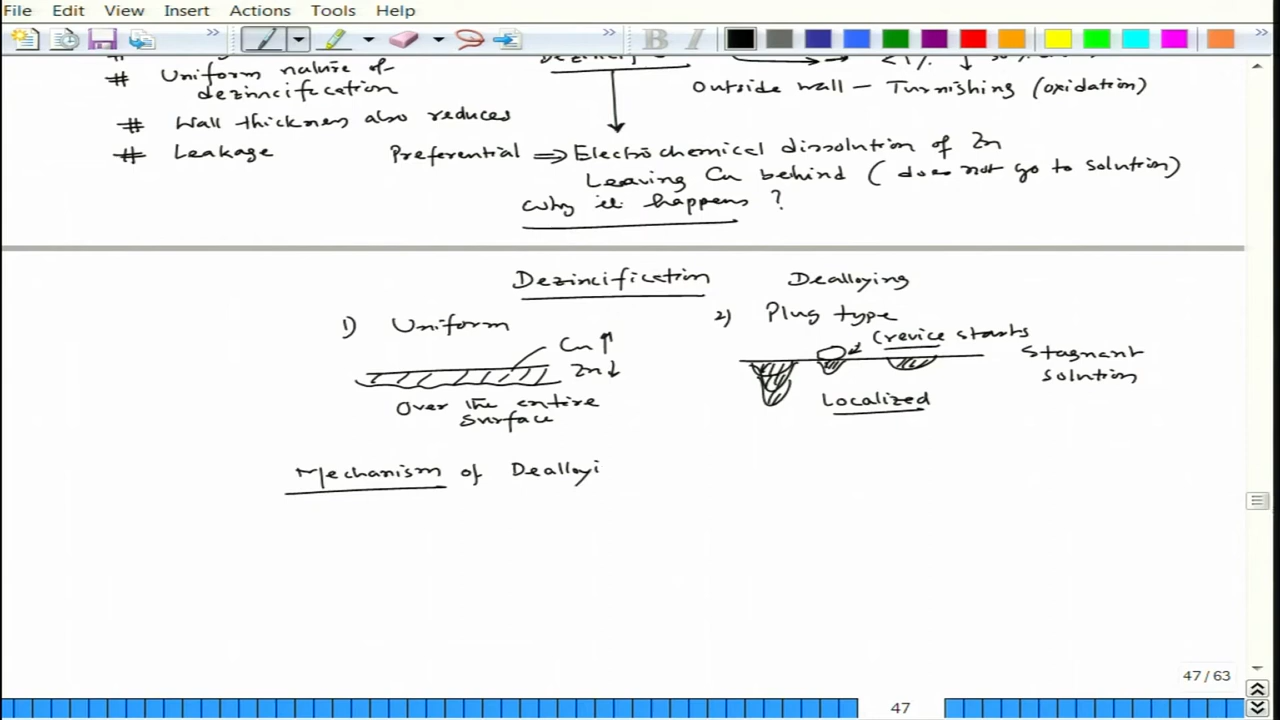 File Edit View Insert Actions Tools Help
B I
# Uniform nature of
dezincification
Outside wall — Turnishing (oxidation)
# Wall thickness also reduces
# Leakage
Preferential ⇒ Electrochemical dissolution of Zn
Leaving Cu behind ( does not go to solution)
Why it happens ?
Dezincification Dealloying
1) Uniform
2) Plug type
Cu ↑
Crevice starts
Zn ↓
Stagnant
solution
Over the entire
surface
Localized
Mechanism of Dealloyi
47 / 63
47